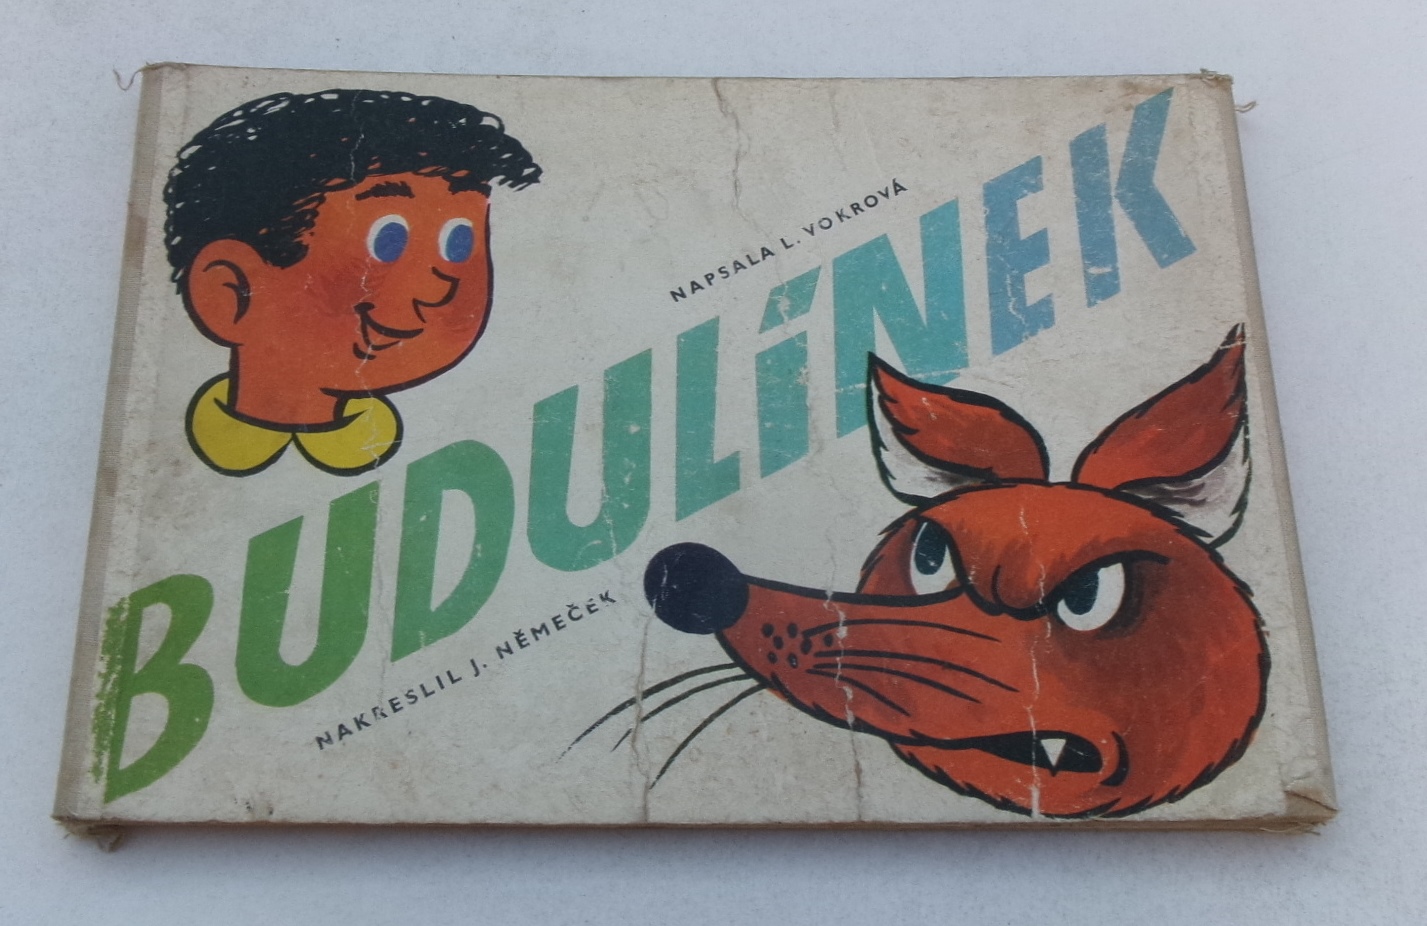 NAPSALA L. VOKROVÁ
BUDULÍNEK
NAKRESLIL J. NĚMEČEK